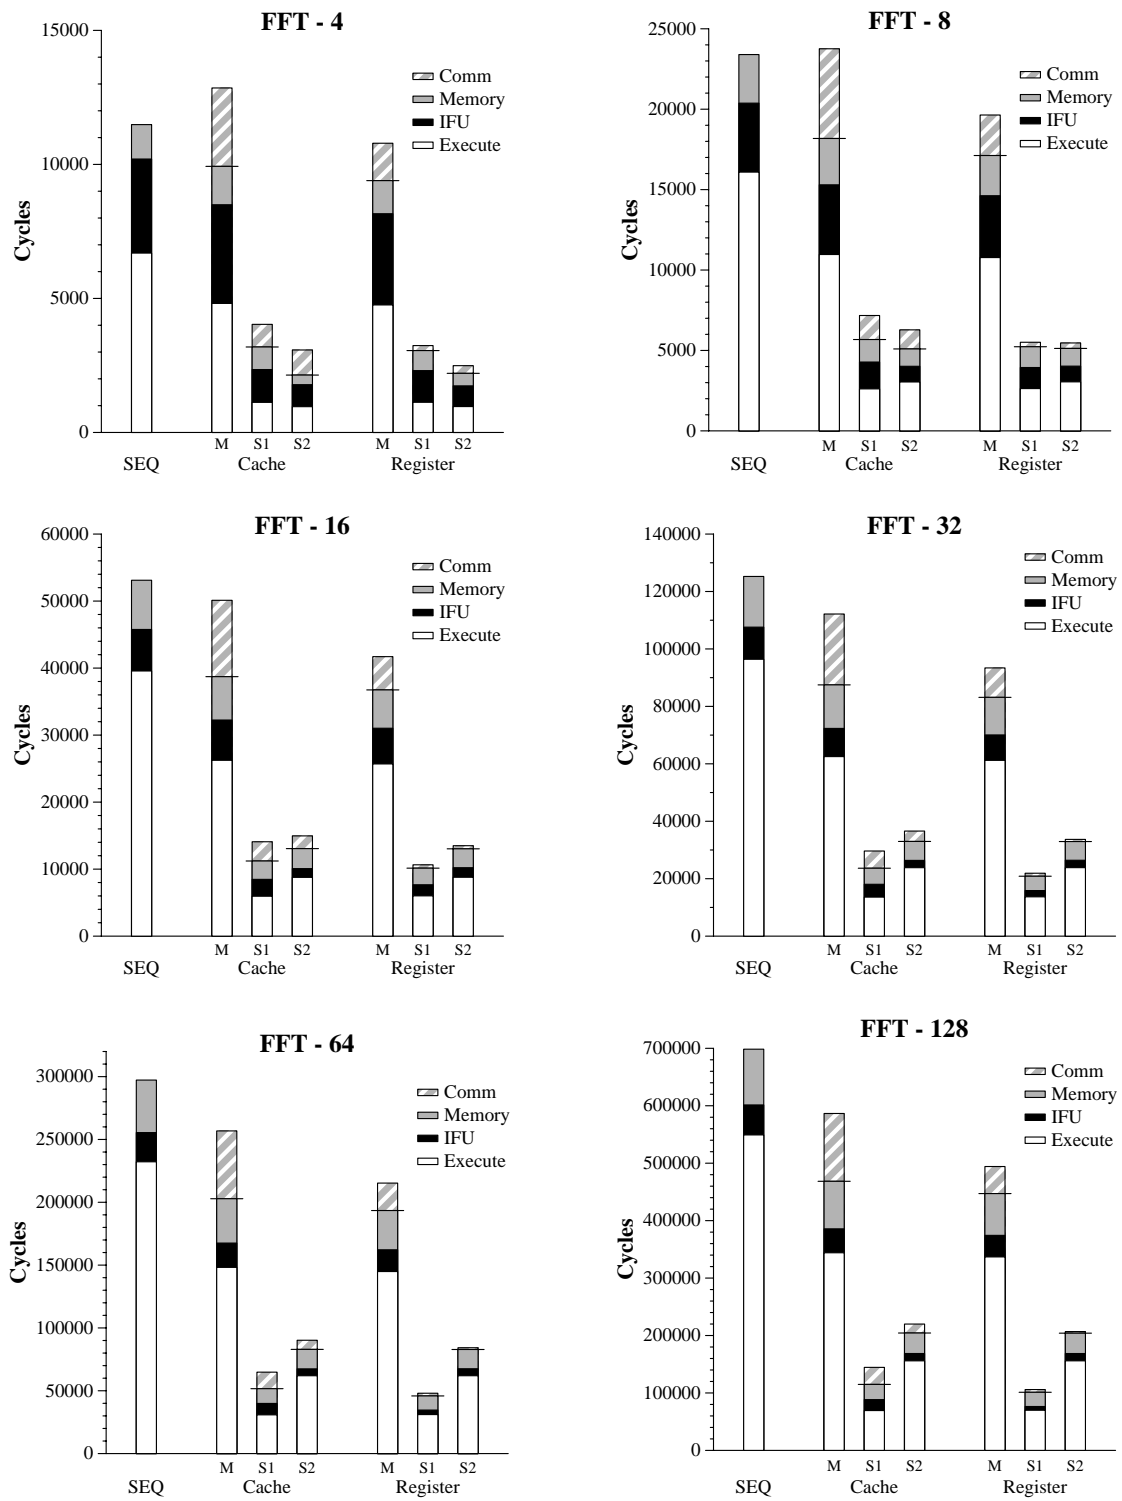 FFT - 4
15000
10000
5000
0
Cycles
Comm
Memory
IFU
Execute
M S1 S2 M S1 S2
SEQ Cache Register
FFT - 8
25000
20000
15000
10000
5000
0
Cycles
Comm
Memory
IFU
Execute
M S1 S2 M S1 S2
SEQ Cache Register
FFT - 16
60000
50000
40000
30000
20000
10000
0
Cycles
Comm
Memory
IFU
Execute
M S1 S2 M S1 S2
SEQ Cache Register
FFT - 32
140000
120000
100000
80000
60000
40000
20000
0
Cycles
Comm
Memory
IFU
Execute
M S1 S2 M S1 S2
SEQ Cache Register
FFT - 64
300000
250000
200000
150000
100000
50000
0
Cycles
Comm
Memory
IFU
Execute
M S1 S2 M S1 S2
SEQ Cache Register
FFT - 128
700000
600000
500000
400000
300000
200000
100000
0
Cycles
Comm
Memory
IFU
Execute
M S1 S2 M S1 S2
SEQ Cache Register